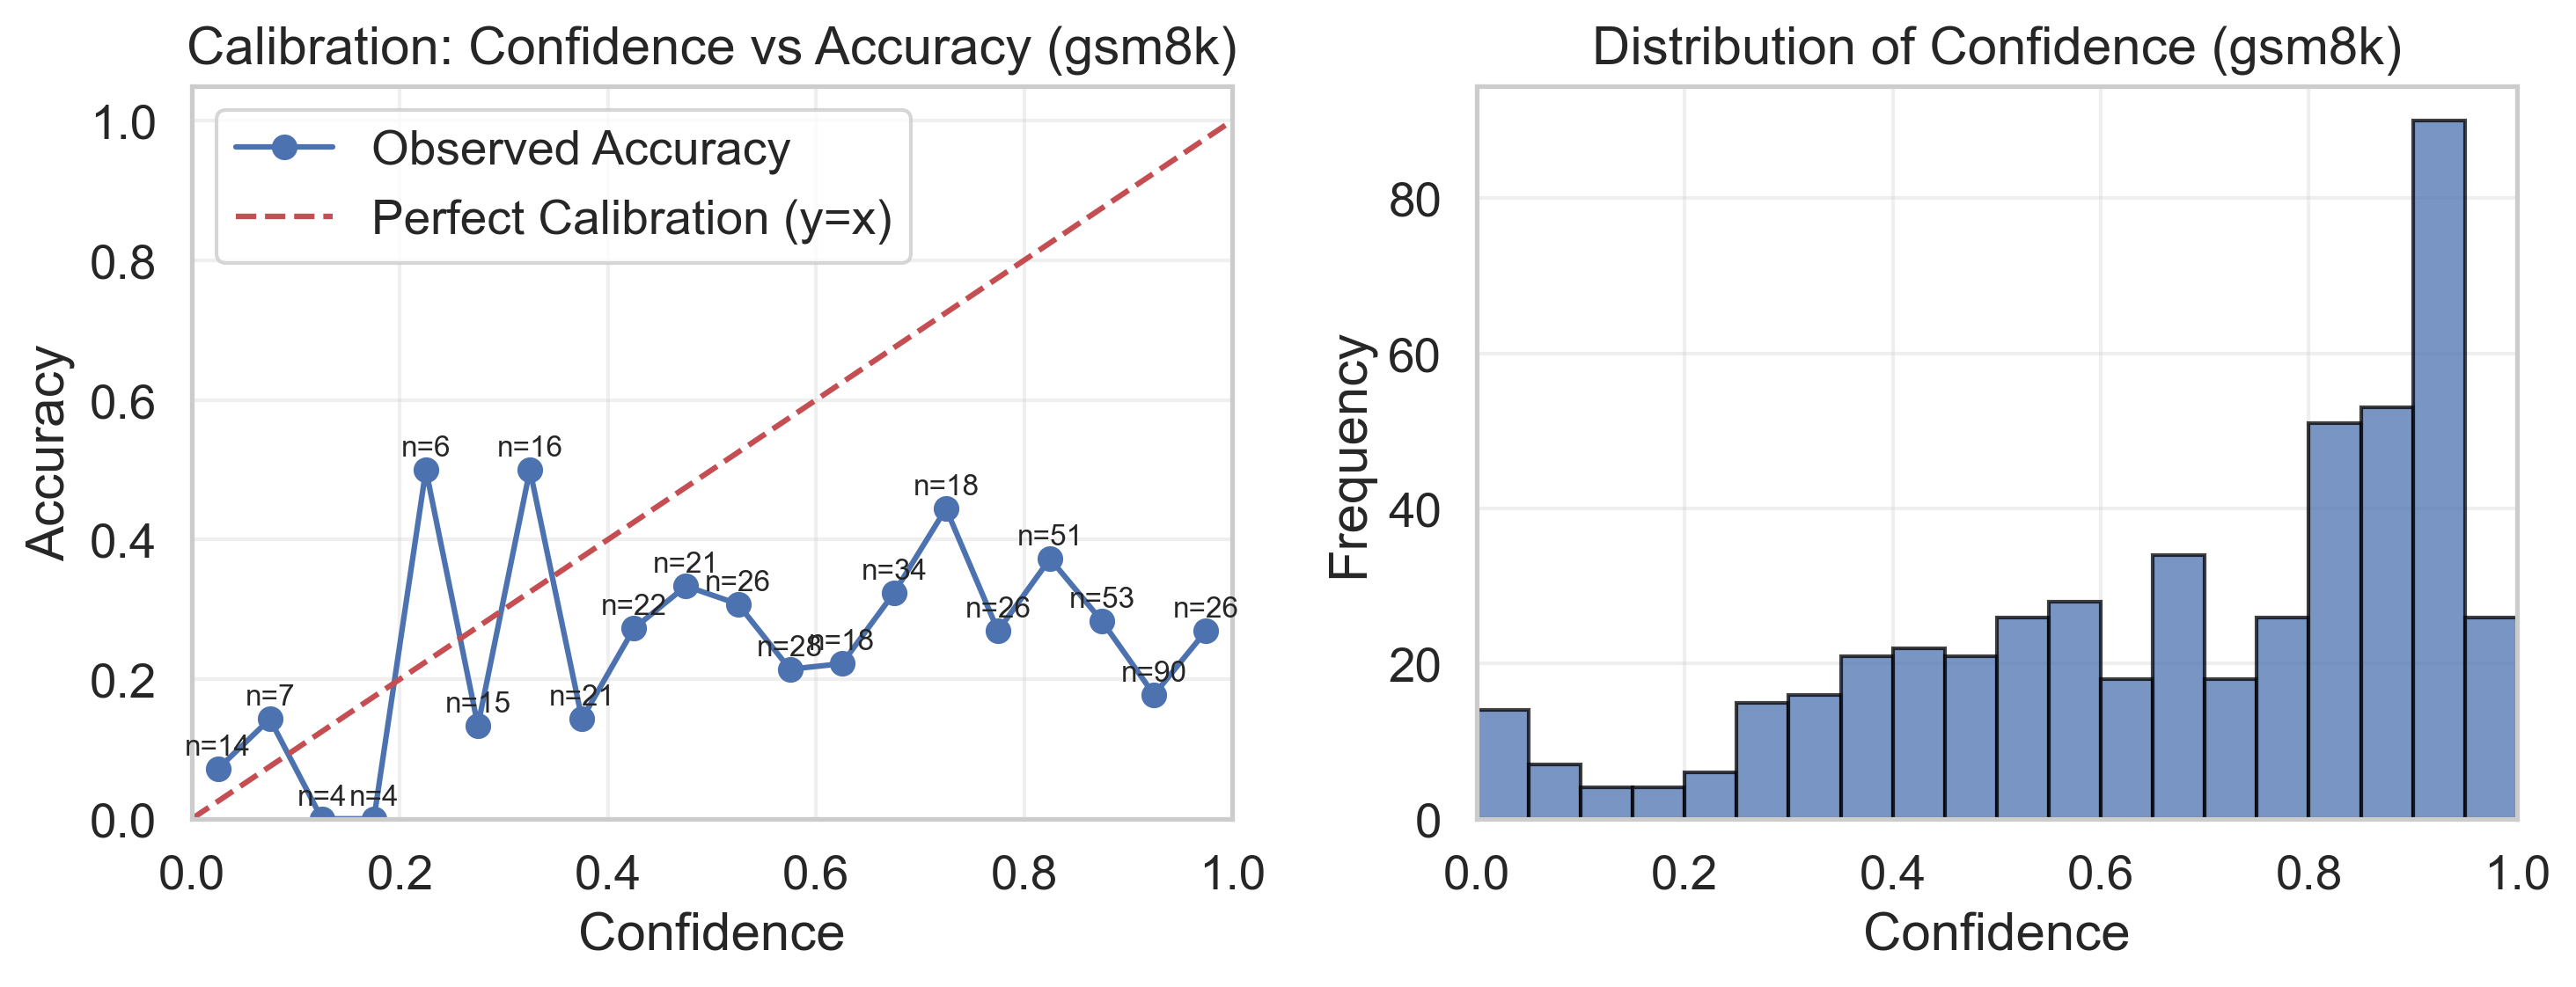 Calibration: Confidence vs Accuracy (gsm8k)
Observed Accuracy
Perfect Calibration (y=x)
Accuracy
1.0
0.8
0.6
0.4
0.2
0.0
n=14
n=7
n=4
n=4
n=6
n=15
n=16
n=21
n=22
n=21
n=26
n=28
n=18
n=34
n=18
n=26
n=51
n=53
n=90
n=26
0.0 0.2 0.4 0.6 0.8 1.0
Confidence
Distribution of Confidence (gsm8k)
Frequency
80
60
40
20
0
0.0 0.2 0.4 0.6 0.8 1.0
Confidence